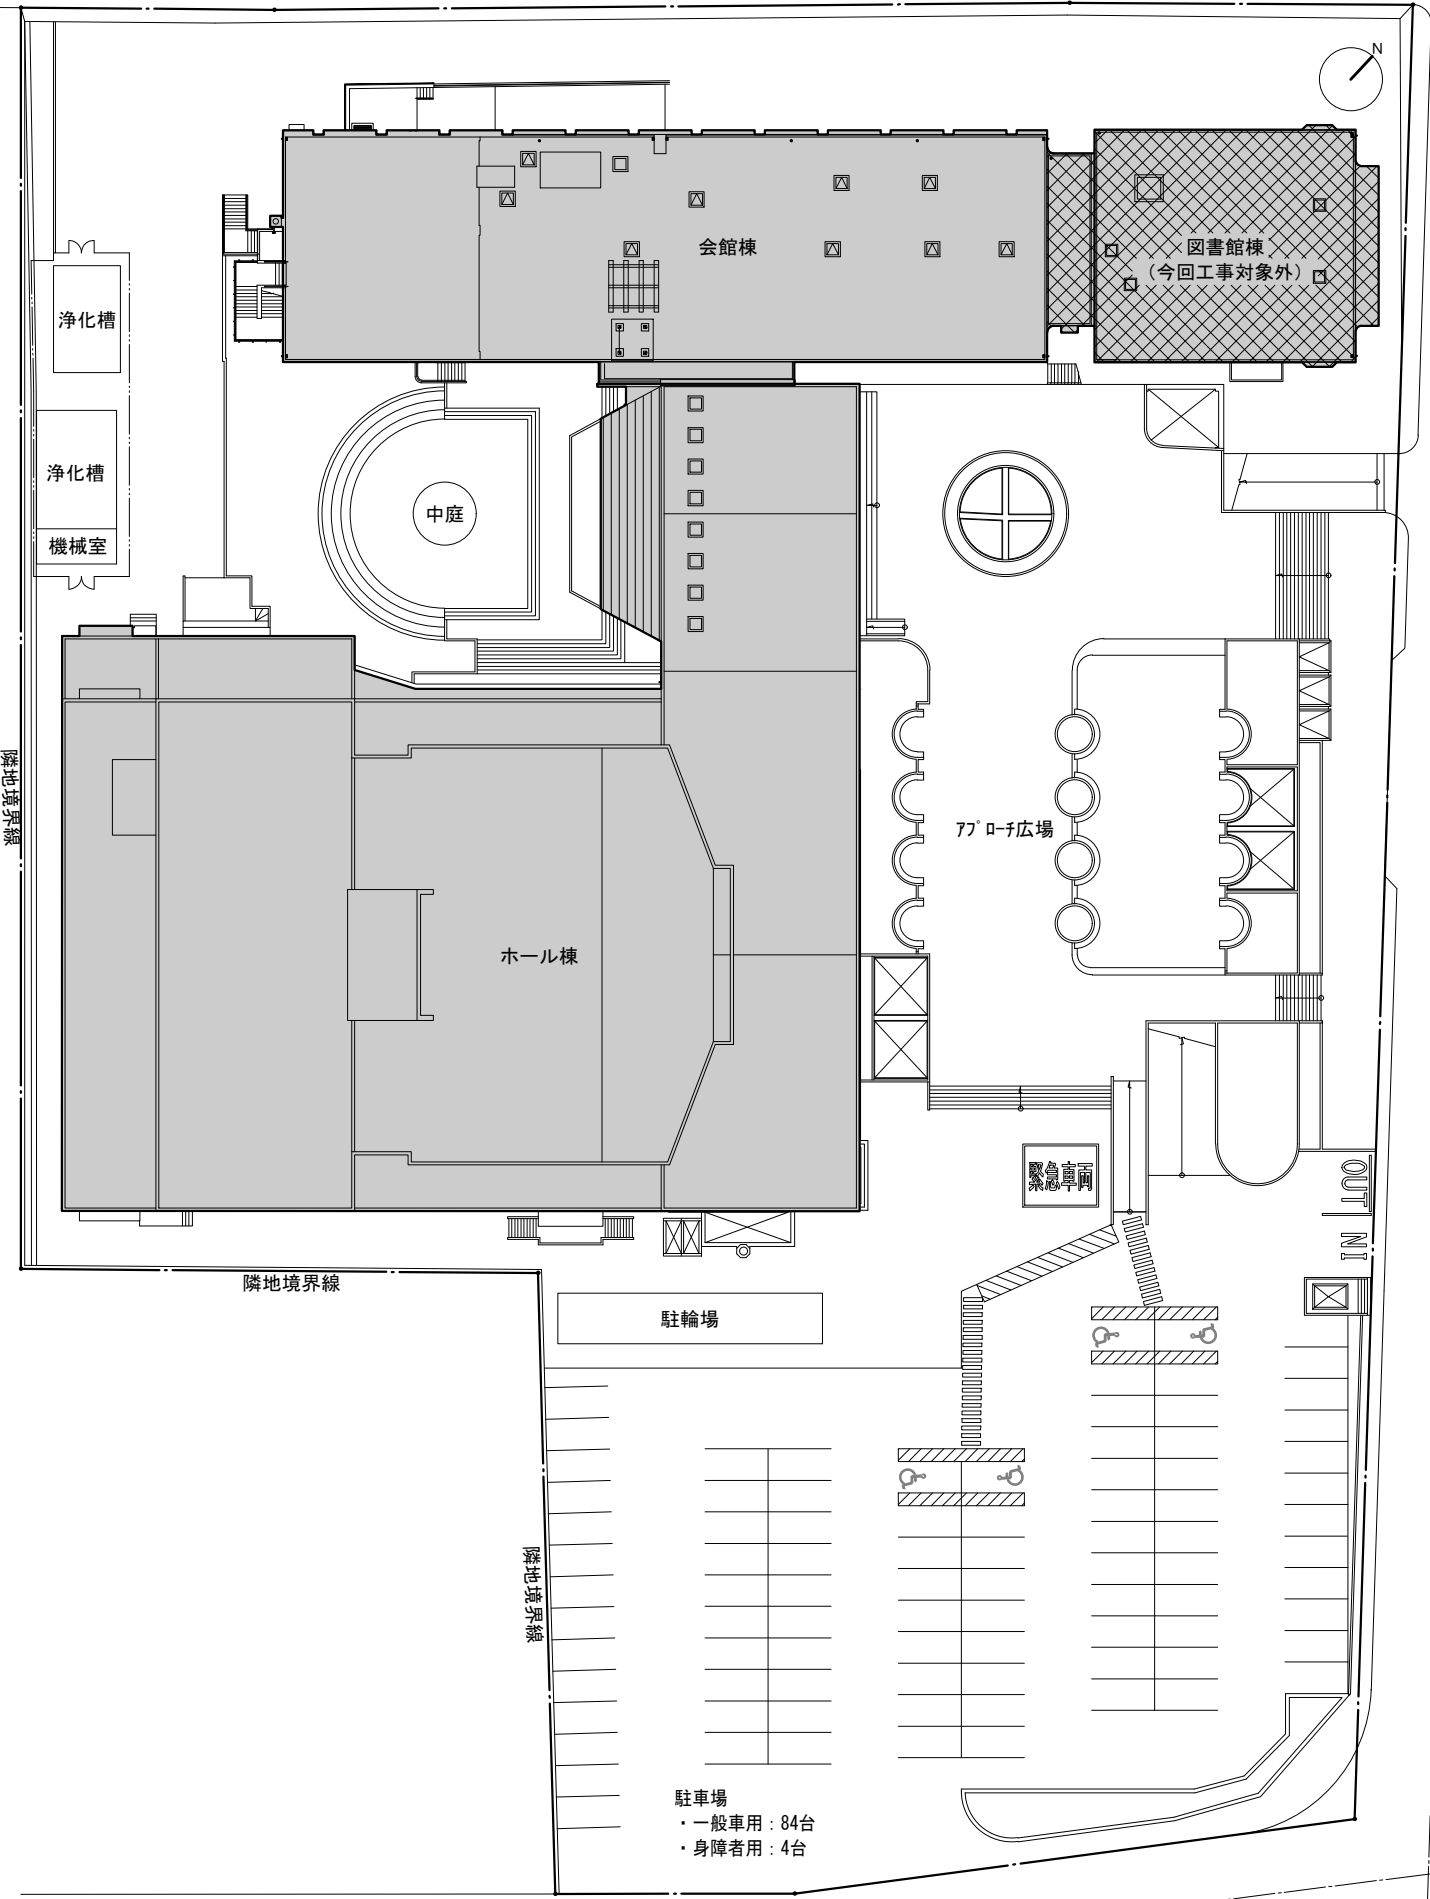 N
会館棟
図書館棟
（今回工事対象外）
浄化槽
浄化槽
機械室
中庭
隣地境界線
ｱﾌﾟﾛｰﾁ広場
ホール棟
緊急車両
OUT
IN
隣地境界線
駐輪場
隣地境界線
駐車場
・一般車用：84台
・身障者用：4台